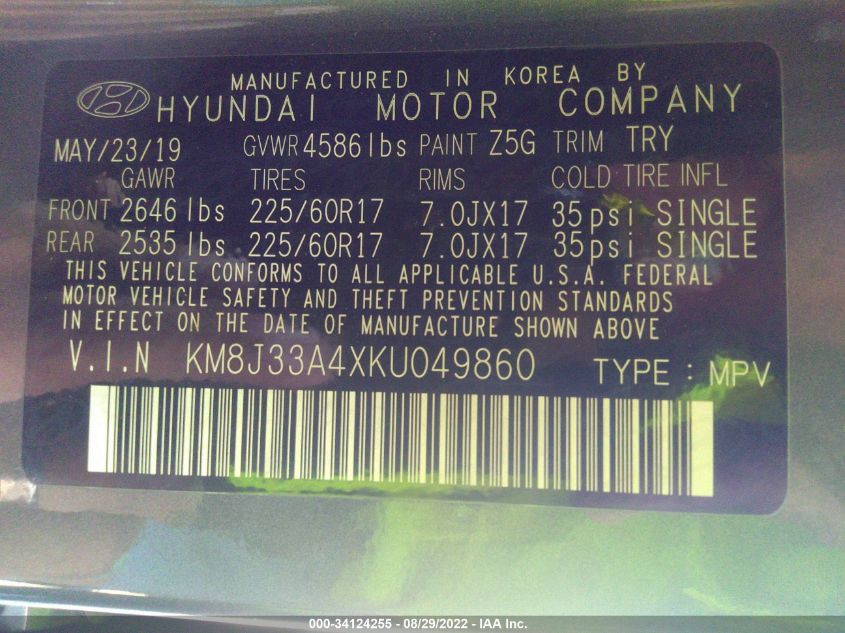 MANUFACTURED IN KOREA BY
HYUNDAI MOTOR COMPANY
MAY/23/19 GVWR 4586lbs PAINT Z5G TRIM TRY
GAWR TIRES RIMS COLD TIRE INFL
FRONT 2646 lbs 225/60R17 7.0JX17 35psi SINGLE
REAR 2535 lbs 225/60R17 7.0JX17 35psi SINGLE
THIS VEHICLE CONFORMS TO ALL APPLICABLE U.S.A. FEDERAL
MOTOR VEHICLE SAFETY AND THEFT PREVENTION STANDARDS
IN EFFECT ON THE DATE OF MANUFACTURE SHOWN ABOVE
V.I.N KM8J33A4XKU049860 TYPE : MPV
000-34124255 - 08/29/2022 - IAA Inc.